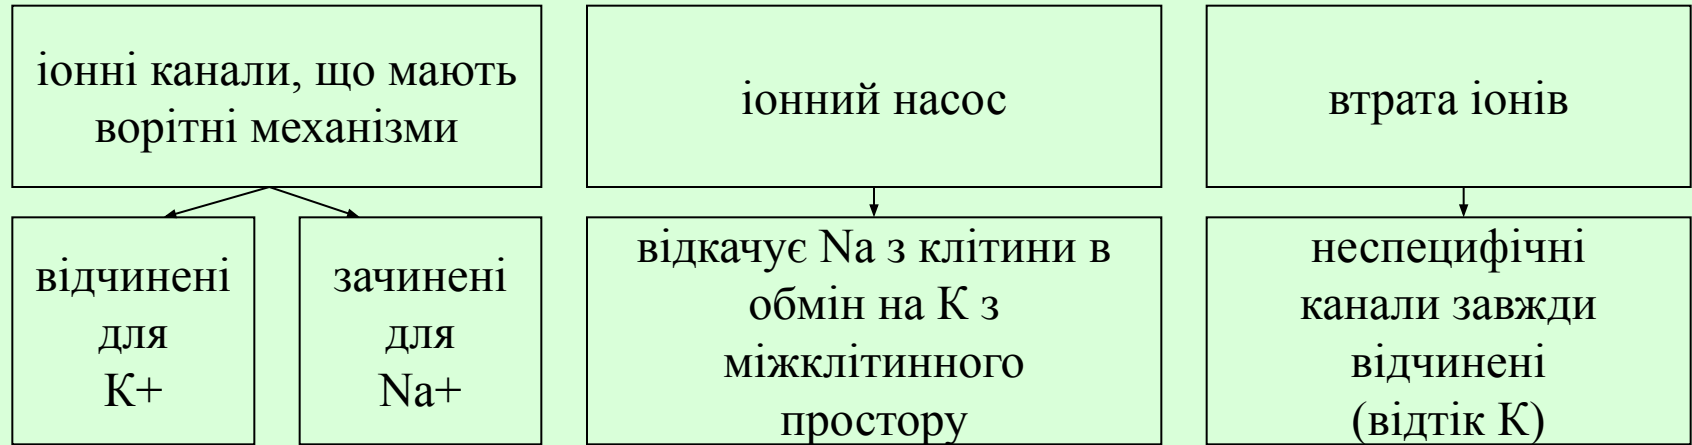 іонні канали, що мають
ворітні механізми
іонний насос
втрата іонів
відчинені
для
К+
зачинені
для
Na+
відкачує Na з клітини в
обмін на К з
міжклітинного
простору
неспецифічні
канали завжди
відчинені
(відтік К)